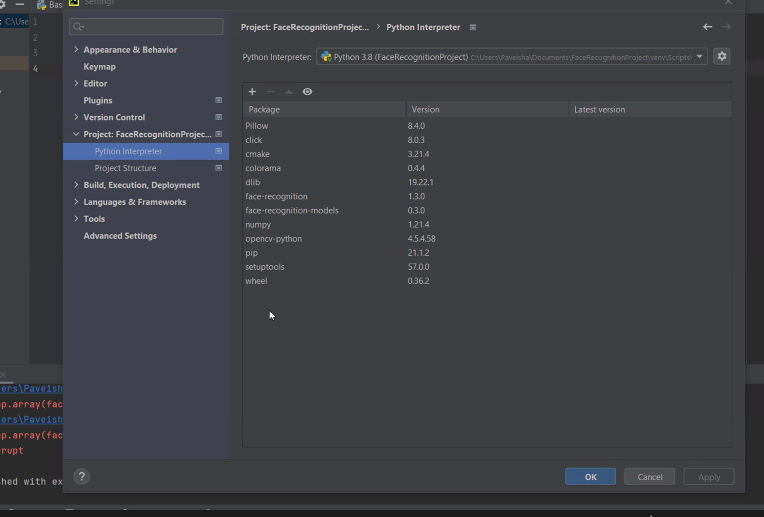 Settings
Bas
C:\Use
1
2
3
4
Project: FaceRecognitionProjec... > Python Interpreter
Python Interpreter: Python 3.8 (FaceRecognitionProject) C:\Users\Paveisha\Documents\FaceRecognitionProject\venv\Scripts\
Appearance & Behavior
Keymap
Editor
Plugins
Version Control
Project: FaceRecognitionProjec...
Python Interpreter
Project Structure
Build, Execution, Deployment
Languages & Frameworks
Tools
Advanced Settings
Package Version Latest version
Pillow 8.4.0
click 8.0.3
cmake 3.21.4
colorama 0.4.4
dlib 19.22.1
face-recognition 1.3.0
face-recognition-models 0.3.0
numpy 1.21.4
opencv-python 4.5.4.58
pip 21.1.2
setuptools 57.0.0
wheel 0.36.2
ers\Paveish
p.array(fac
ers\Paveish
p.array(fac
rupt
hed with ex
? OK Cancel Apply